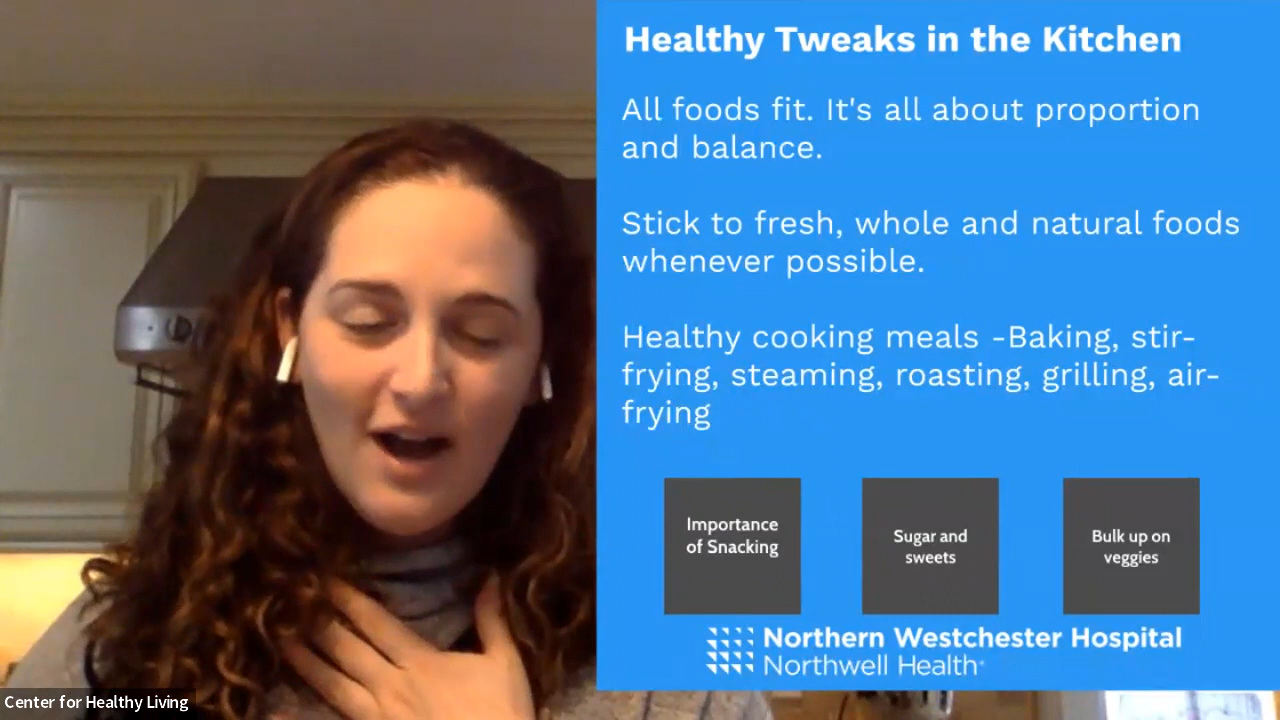 Healthy Tweaks in the Kitchen
All foods fit. It's all about proportion
and balance.
Stick to fresh, whole and natural foods
whenever possible.
Healthy cooking meals -Baking, stir-
frying, steaming, roasting, grilling, air-
frying
Importance
of Snacking
Sugar and
sweets
Bulk up on
veggies
Northern Westchester Hospital
Northwell Health
Center for Healthy Living